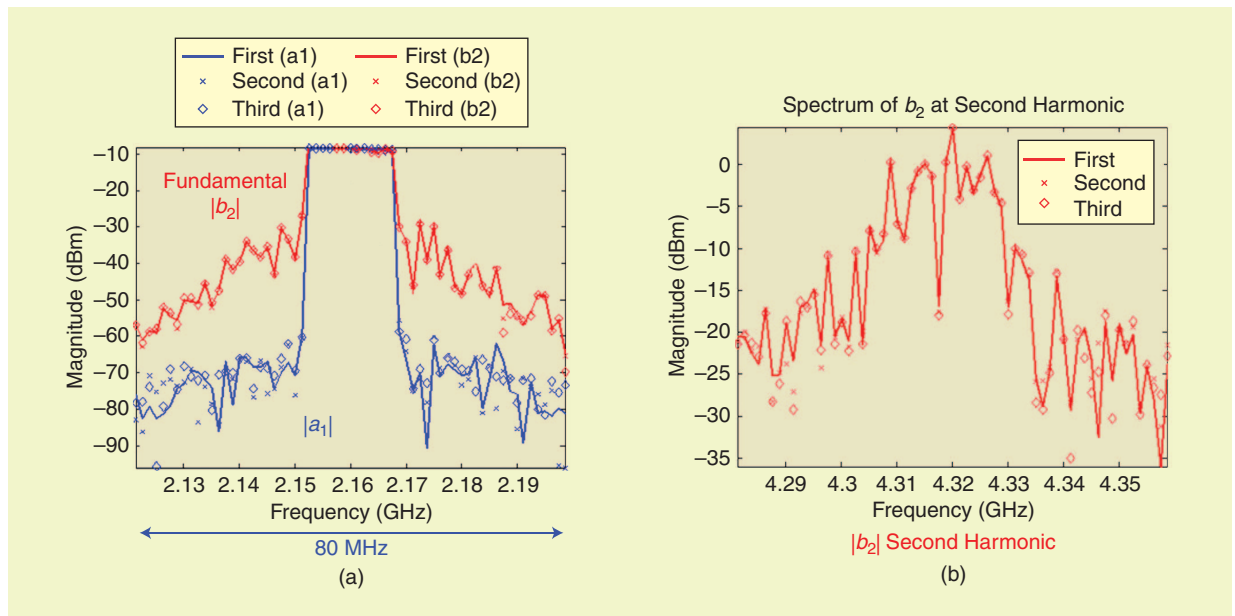 First (a1) First (b2)
Second (a1) Second (b2)
Third (a1) Third (b2)
Fundamental
|b2|
|a1|
Magnitude (dBm)
−10
−20
−30
−40
−50
−60
−70
−80
−90
2.13 2.14 2.15 2.16 2.17 2.18 2.19
Frequency (GHz)
80 MHz
(a)
Spectrum of b2 at Second Harmonic
First
Second
Third
Magnitude (dBm)
0
−5
−10
−15
−20
−25
−30
−35
4.29 4.3 4.31 4.32 4.33 4.34 4.35
Frequency (GHz)
|b2| Second Harmonic
(b)